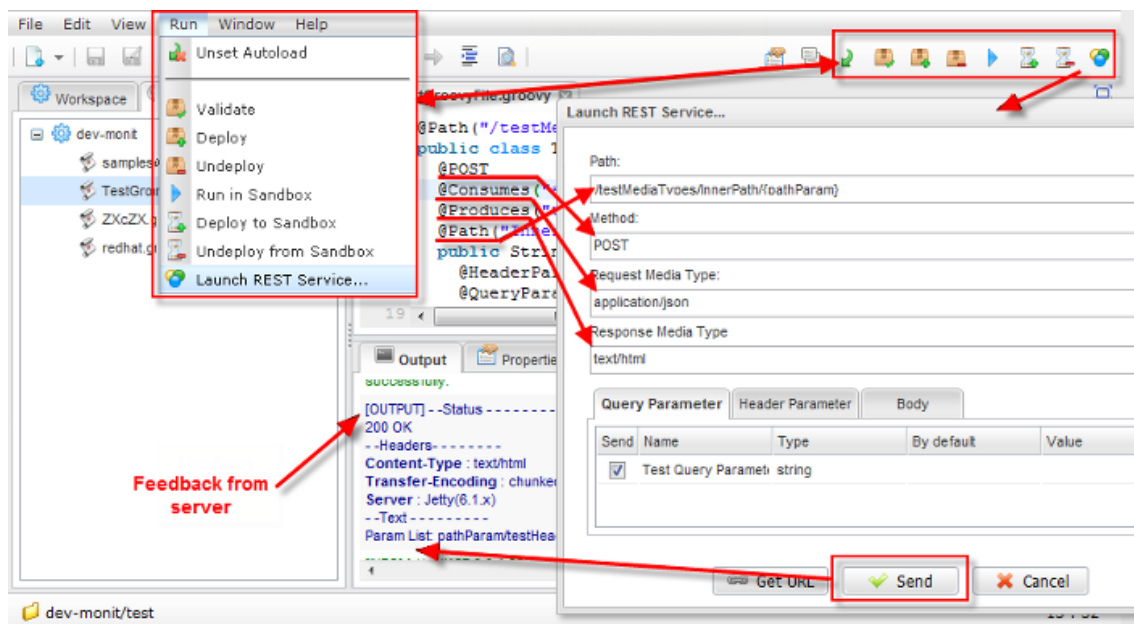 File Edit View Run Window Help
Unset Autoload
Validate
Deploy
Undeploy
Run in Sandbox
Deploy to Sandbox
Undeploy from Sandbox
Launch REST Service...
Workspace
dev-monit
ZXcZX.g
dev-monit/test
@Path("/testMe
public class T
@POST
@Consumes("
@Produces("
@Path("Inner
public Strin
@HeaderPar
@QueryPara
19
Output Propertie
successfully.
[OUTPUT] - -Status - - - - - - - - -
200 OK
- -Headers- - - - - - - -
Content-Type : text/html
Transfer-Encoding : chunked
Server : Jetty(6.1.x)
- -Text - - - - - - - - -
Param List: pathParam/testHea
Feedback from
server
Launch REST Service...
Path:
/testMediaTypes/InnerPath/{pathParam}
Method:
POST
Request Media Type:
application/json
Response Media Type
text/html
Query Parameter Header Parameter Body
Send Name Type By default Value
Test Query Paramet string
Get URL Send Cancel